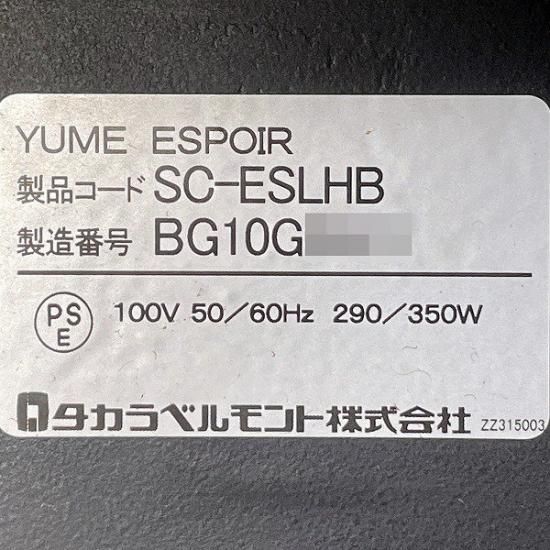 YUME ESPOIR
製品コード SC-ESLHB
製造番号 BG10G
PSE 100V 50/60Hz 290/350W
タカラベルモント株式会社 ZZ315003